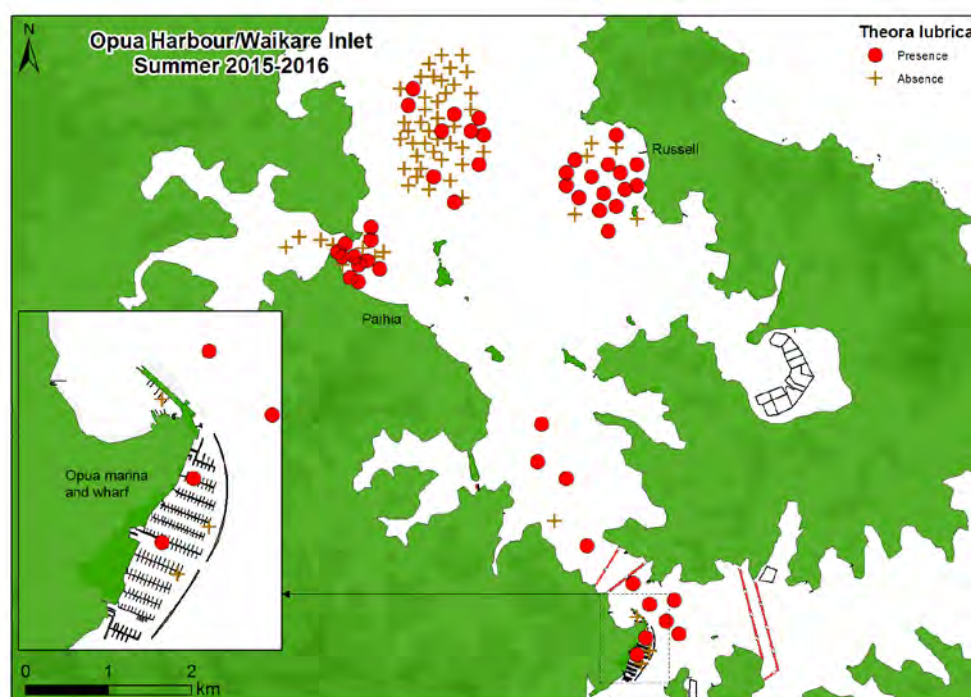 N
Opua Harbour/Waikare Inlet
Summer 2015-2016
Theora lubrica
Presence
Absence
Russell
Paihia
Opua marina
and wharf
0 1 2
km